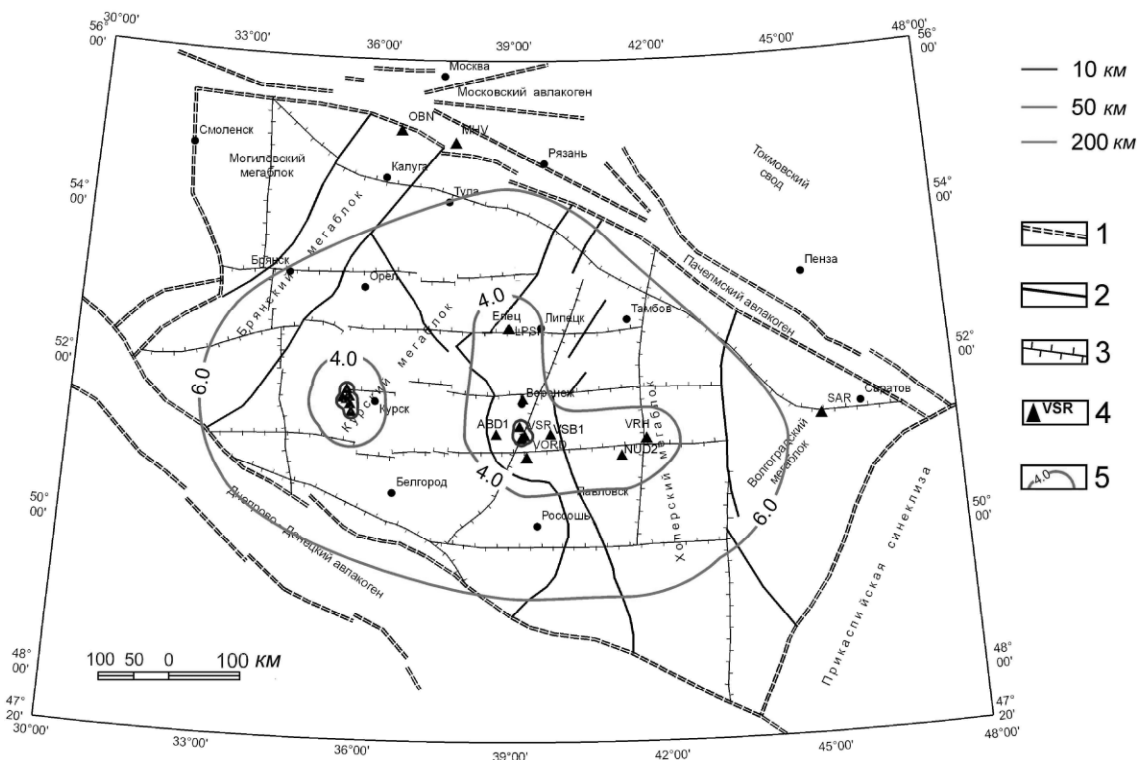 30°00'
33°00'
36°00'
39°00'
42°00'
45°00'
48°00'
56°
00'
56°
00'
Москва
Московский авлакоген
OBN
MHV
Смоленск
Могилевский
мегаблок
Калуга
Рязань
Токмовский
свод
54°
00'
54°
00'
Тула
Брянск
Орел
Брянский мегаблок
Пенза
Пачелмский авлакоген
4.0
Елец
LPSI
Липецк
Тамбов
52°
00'
52°
00'
6.0
4.0
Курск
Курский мегаблок
Воронеж
SAR
Саратов
ABD1
VSR
VSB1
VORD
VRH
NUD2
Хоперский мегаблок
Волгоградский
мегаблок
4.0
Белгород
Павловск
6.0
50°
00'
50°
00'
Россошь
Днепрово-Донецкий авлакоген
Прикаспийская синеклиза
100 50 0 100 км
48°
00'
48°
00'
47°
20'
47°
20'
30°00'
33°00'
36°00'
39°00'
42°00'
45°00'
48°00'
10 км
50 км
200 км
1
2
3
VSR
4
4.0
5